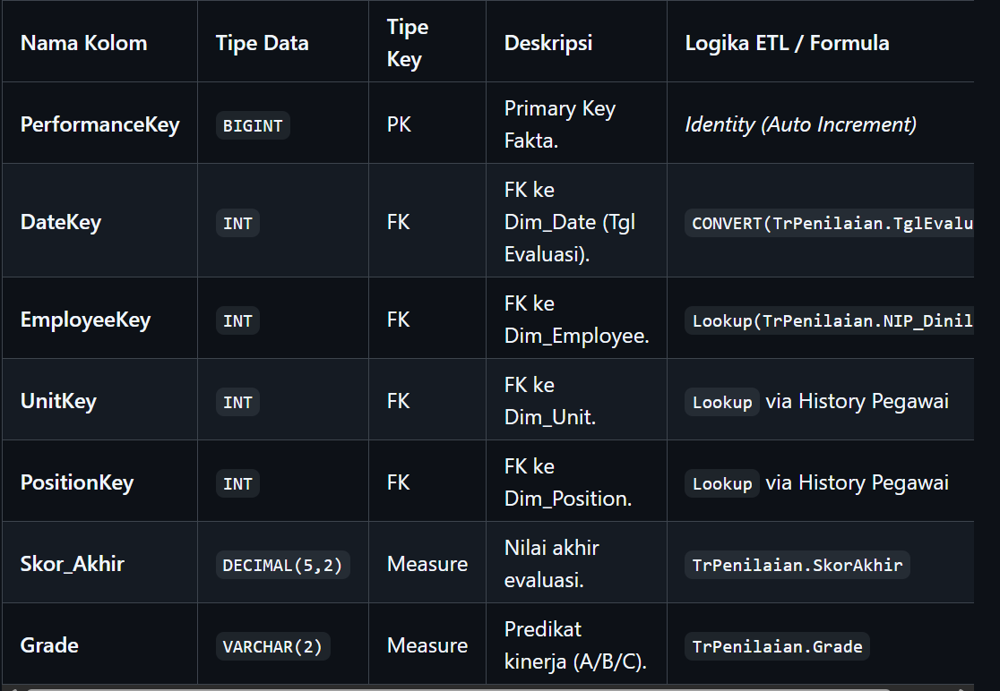 Nama Kolom
Tipe Data
Tipe
Key
Deskripsi
Logika ETL / Formula
PerformanceKey
BIGINT
PK
Primary Key
Fakta.
Identity (Auto Increment)
DateKey
INT
FK
FK ke
Dim_Date (Tgl
Evaluasi).
CONVERT(TrPenilaian.TglEvalu
EmployeeKey
INT
FK
FK ke
Dim_Employee.
Lookup(TrPenilaian.NIP_Dinil
UnitKey
INT
FK
FK ke
Dim_Unit.
Lookup via History Pegawai
PositionKey
INT
FK
FK ke
Dim_Position.
Lookup via History Pegawai
Skor_Akhir
DECIMAL(5,2)
Measure
Nilai akhir
evaluasi.
TrPenilaian.SkorAkhir
Grade
VARCHAR(2)
Measure
Predikat
kinerja (A/B/C).
TrPenilaian.Grade